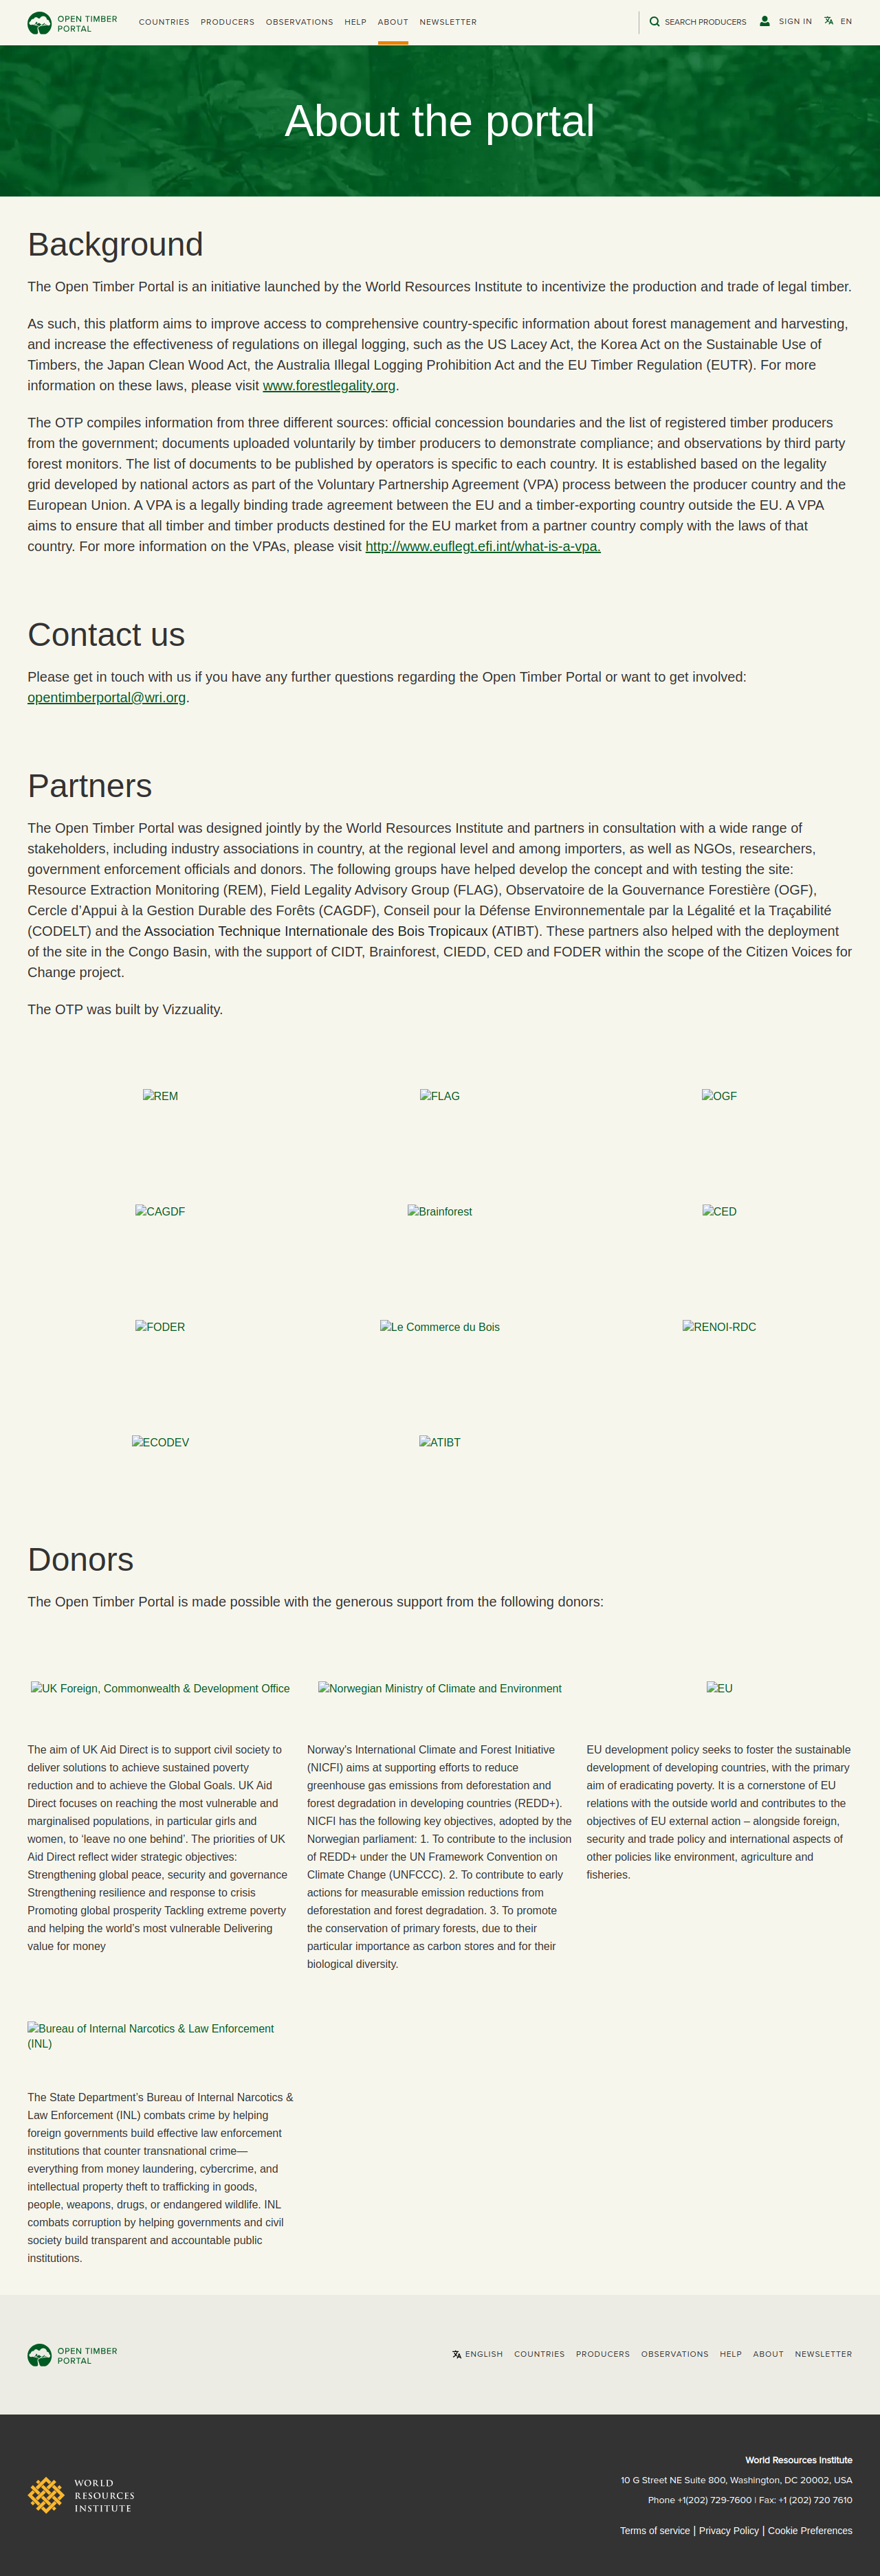 OPEN TIMBER
PORTAL
COUNTRIES PRODUCERS OBSERVATIONS HELP ABOUT NEWSLETTER
SEARCH PRODUCERS SIGN IN EN
About the portal
Background
The Open Timber Portal is an initiative launched by the World Resources Institute to incentivize the production and trade of legal timber.
As such, this platform aims to improve access to comprehensive country-specific information about forest management and harvesting,
and increase the effectiveness of regulations on illegal logging, such as the US Lacey Act, the Korea Act on the Sustainable Use of
Timbers, the Japan Clean Wood Act, the Australia Illegal Logging Prohibition Act and the EU Timber Regulation (EUTR). For more
information on these laws, please visit www.forestlegality.org.
The OTP compiles information from three different sources: official concession boundaries and the list of registered timber producers
from the government; documents uploaded voluntarily by timber producers to demonstrate compliance; and observations by third party
forest monitors. The list of documents to be published by operators is specific to each country. It is established based on the legality
grid developed by national actors as part of the Voluntary Partnership Agreement (VPA) process between the producer country and the
European Union. A VPA is a legally binding trade agreement between the EU and a timber-exporting country outside the EU. A VPA
aims to ensure that all timber and timber products destined for the EU market from a partner country comply with the laws of that
country. For more information on the VPAs, please visit http://www.euflegt.efi.int/what-is-a-vpa.
Contact us
Please get in touch with us if you have any further questions regarding the Open Timber Portal or want to get involved:
opentimberportal@wri.org.
Partners
The Open Timber Portal was designed jointly by the World Resources Institute and partners in consultation with a wide range of
stakeholders, including industry associations in country, at the regional level and among importers, as well as NGOs, researchers,
government enforcement officials and donors. The following groups have helped develop the concept and with testing the site:
Resource Extraction Monitoring (REM), Field Legality Advisory Group (FLAG), Observatoire de la Gouvernance Forestière (OGF),
Cercle d’Appui à la Gestion Durable des Forêts (CAGDF), Conseil pour la Défense Environnementale par la Légalité et la Traçabilité
(CODELT) and the Association Technique Internationale des Bois Tropicaux (ATIBT). These partners also helped with the deployment
of the site in the Congo Basin, with the support of CIDT, Brainforest, CIEDD, CED and FODER within the scope of the Citizen Voices for
Change project.
The OTP was built by Vizzuality.
REM FLAG OGF
CAGDF Brainforest CED
FODER Le Commerce du Bois RENOI-RDC
ECODEV ATIBT
Donors
The Open Timber Portal is made possible with the generous support from the following donors:
UK Foreign, Commonwealth & Development Office
The aim of UK Aid Direct is to support civil society to
deliver solutions to achieve sustained poverty
reduction and to achieve the Global Goals. UK Aid
Direct focuses on reaching the most vulnerable and
marginalised populations, in particular girls and
women, to ‘leave no one behind’. The priorities of UK
Aid Direct reflect wider strategic objectives:
Strengthening global peace, security and governance
Strengthening resilience and response to crisis
Promoting global prosperity Tackling extreme poverty
and helping the world’s most vulnerable Delivering
value for money
Norwegian Ministry of Climate and Environment
Norway's International Climate and Forest Initiative
(NICFI) aims at supporting efforts to reduce
greenhouse gas emissions from deforestation and
forest degradation in developing countries (REDD+).
NICFI has the following key objectives, adopted by the
Norwegian parliament: 1. To contribute to the inclusion
of REDD+ under the UN Framework Convention on
Climate Change (UNFCCC). 2. To contribute to early
actions for measurable emission reductions from
deforestation and forest degradation. 3. To promote
the conservation of primary forests, due to their
particular importance as carbon stores and for their
biological diversity.
EU
EU development policy seeks to foster the sustainable
development of developing countries, with the primary
aim of eradicating poverty. It is a cornerstone of EU
relations with the outside world and contributes to the
objectives of EU external action – alongside foreign,
security and trade policy and international aspects of
other policies like environment, agriculture and
fisheries.
Bureau of Internal Narcotics & Law Enforcement
(INL)
The State Department’s Bureau of Internal Narcotics &
Law Enforcement (INL) combats crime by helping
foreign governments build effective law enforcement
institutions that counter transnational crime—
everything from money laundering, cybercrime, and
intellectual property theft to trafficking in goods,
people, weapons, drugs, or endangered wildlife. INL
combats corruption by helping governments and civil
society build transparent and accountable public
institutions.
OPEN TIMBER
PORTAL
ENGLISH COUNTRIES PRODUCERS OBSERVATIONS HELP ABOUT NEWSLETTER
WORLD
RESOURCES
INSTITUTE
World Resources Institute
10 G Street NE Suite 800, Washington, DC 20002, USA
Phone +1(202) 729-7600 | Fax: +1 (202) 720 7610
Terms of service | Privacy Policy | Cookie Preferences